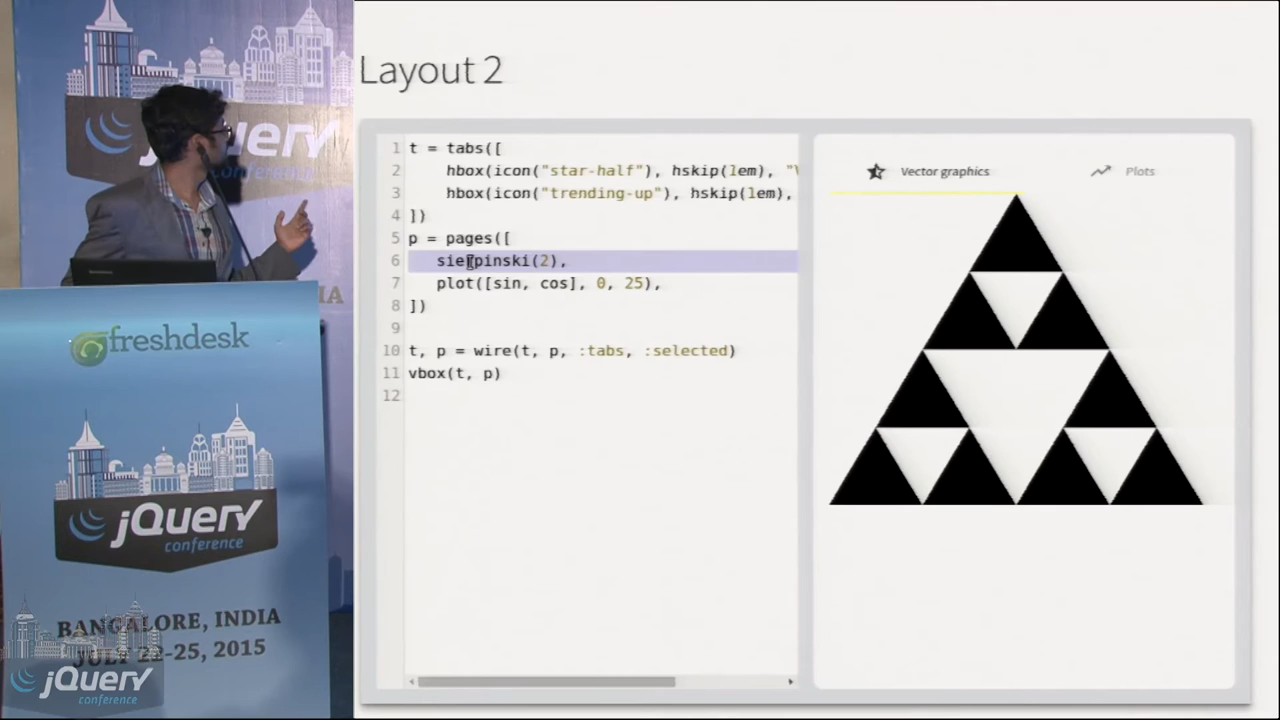 jQuery
conference
IA
freshdesk
jQuery
conference
BANGALORE, INDIA
JULY 22-25, 2015
jQuery
conference
Layout 2
1 t = tabs([
2 hbox(icon("star-half"), hskip(1em), "V
3 hbox(icon("trending-up"), hskip(1em),
4 ])
5 p = pages([
6 sierpinski(2),
7 plot([sin, cos], 0, 25),
8 ])
9
10 t, p = wire(t, p, :tabs, :selected)
11 vbox(t, p)
12
Vector graphics
Plots